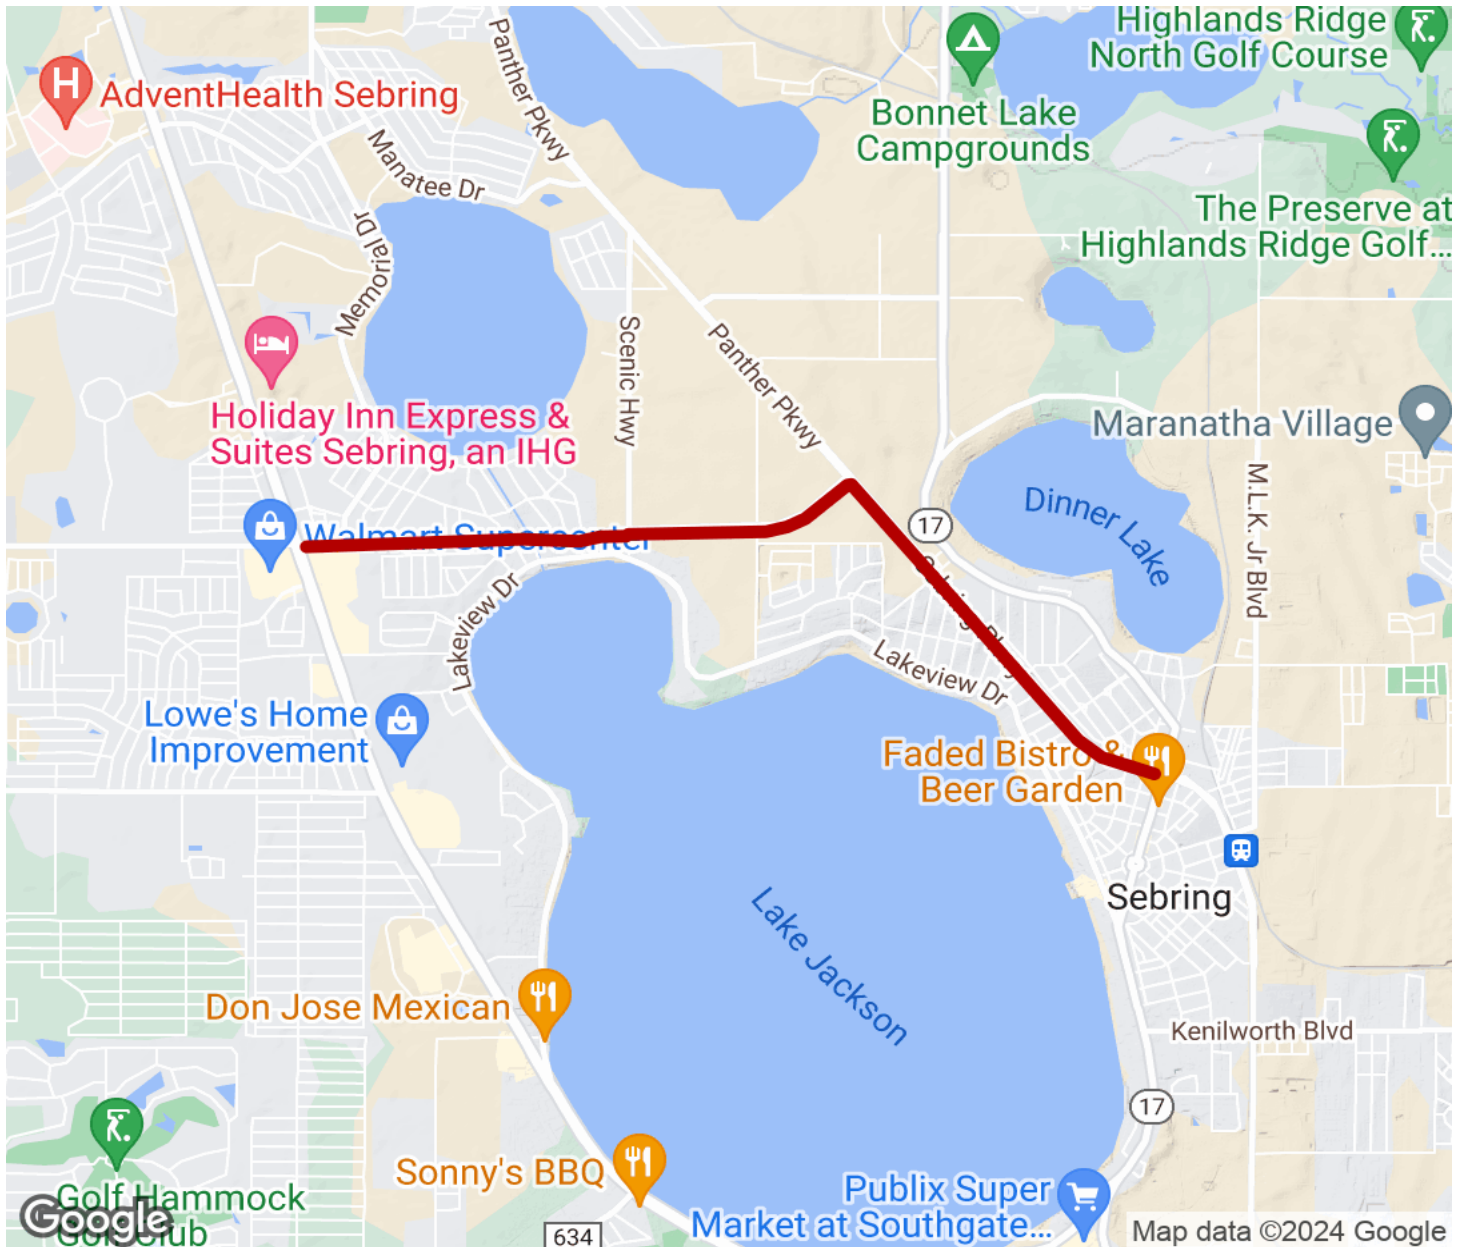 Highlands Ridge
North Golf Course
Panther Pkwy
AdventHealth Sebring
Bonnet Lake
Campgrounds
Manatee Dr
The Preserve at
Highlands Ridge Golf...
Memorial Dr
Scenic Hwy
Panther Pkwy
Holiday Inn Express &
Suites Sebring, an IHG
Maranatha Village
M.L.K. Jr Blvd
Dinner Lake
17
Walmart Supercenter
Lakeview Dr
Sebring Pkwy
Lakeview Dr
Lowe's Home
Improvement
Faded Bistro &
Beer Garden
Sebring
Lake Jackson
Don Jose Mexican
Kenilworth Blvd
17
Sonny's BBQ
Publix Super
Market at Southgate...
Golf Hammock
Golf Club
Google
634
Map data ©2024 Google